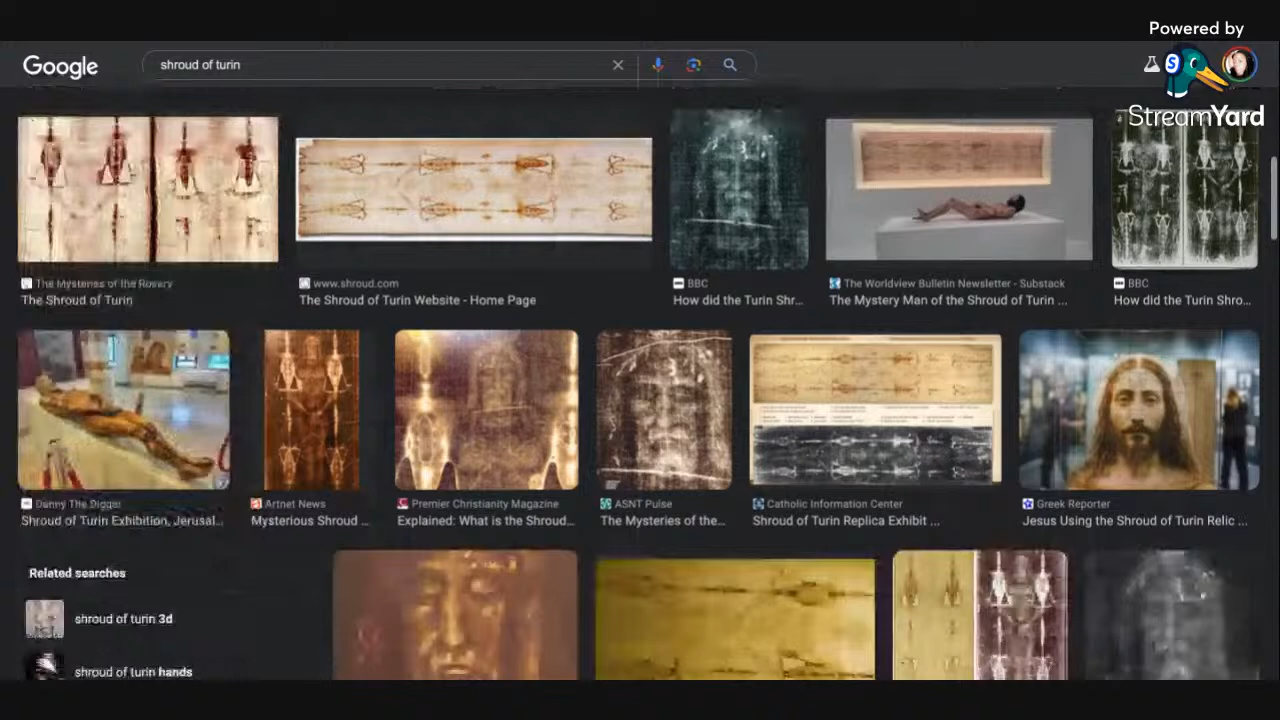 Powered by
Google
shroud of turin
S
StreamYard
The Mysteries of the Rosary
The Shroud of Turin
www.shroud.com
The Shroud of Turin Website - Home Page
BBC
How did the Turin Shr...
The Worldview Bulletin Newsletter - Substack
The Mystery Man of the Shroud of Turin ...
BBC
How did the Turin Shro...
Danny The Digger
Shroud of Turin Exhibition, Jerusal...
Artnet News
Mysterious Shroud ...
Premier Christianity Magazine
Explained: What is the Shroud...
ASNT Pulse
The Mysteries of the...
Catholic Information Center
Shroud of Turin Replica Exhibit ...
Greek Reporter
Jesus Using the Shroud of Turin Relic ...
Related searches
shroud of turin 3d
shroud of turin hands